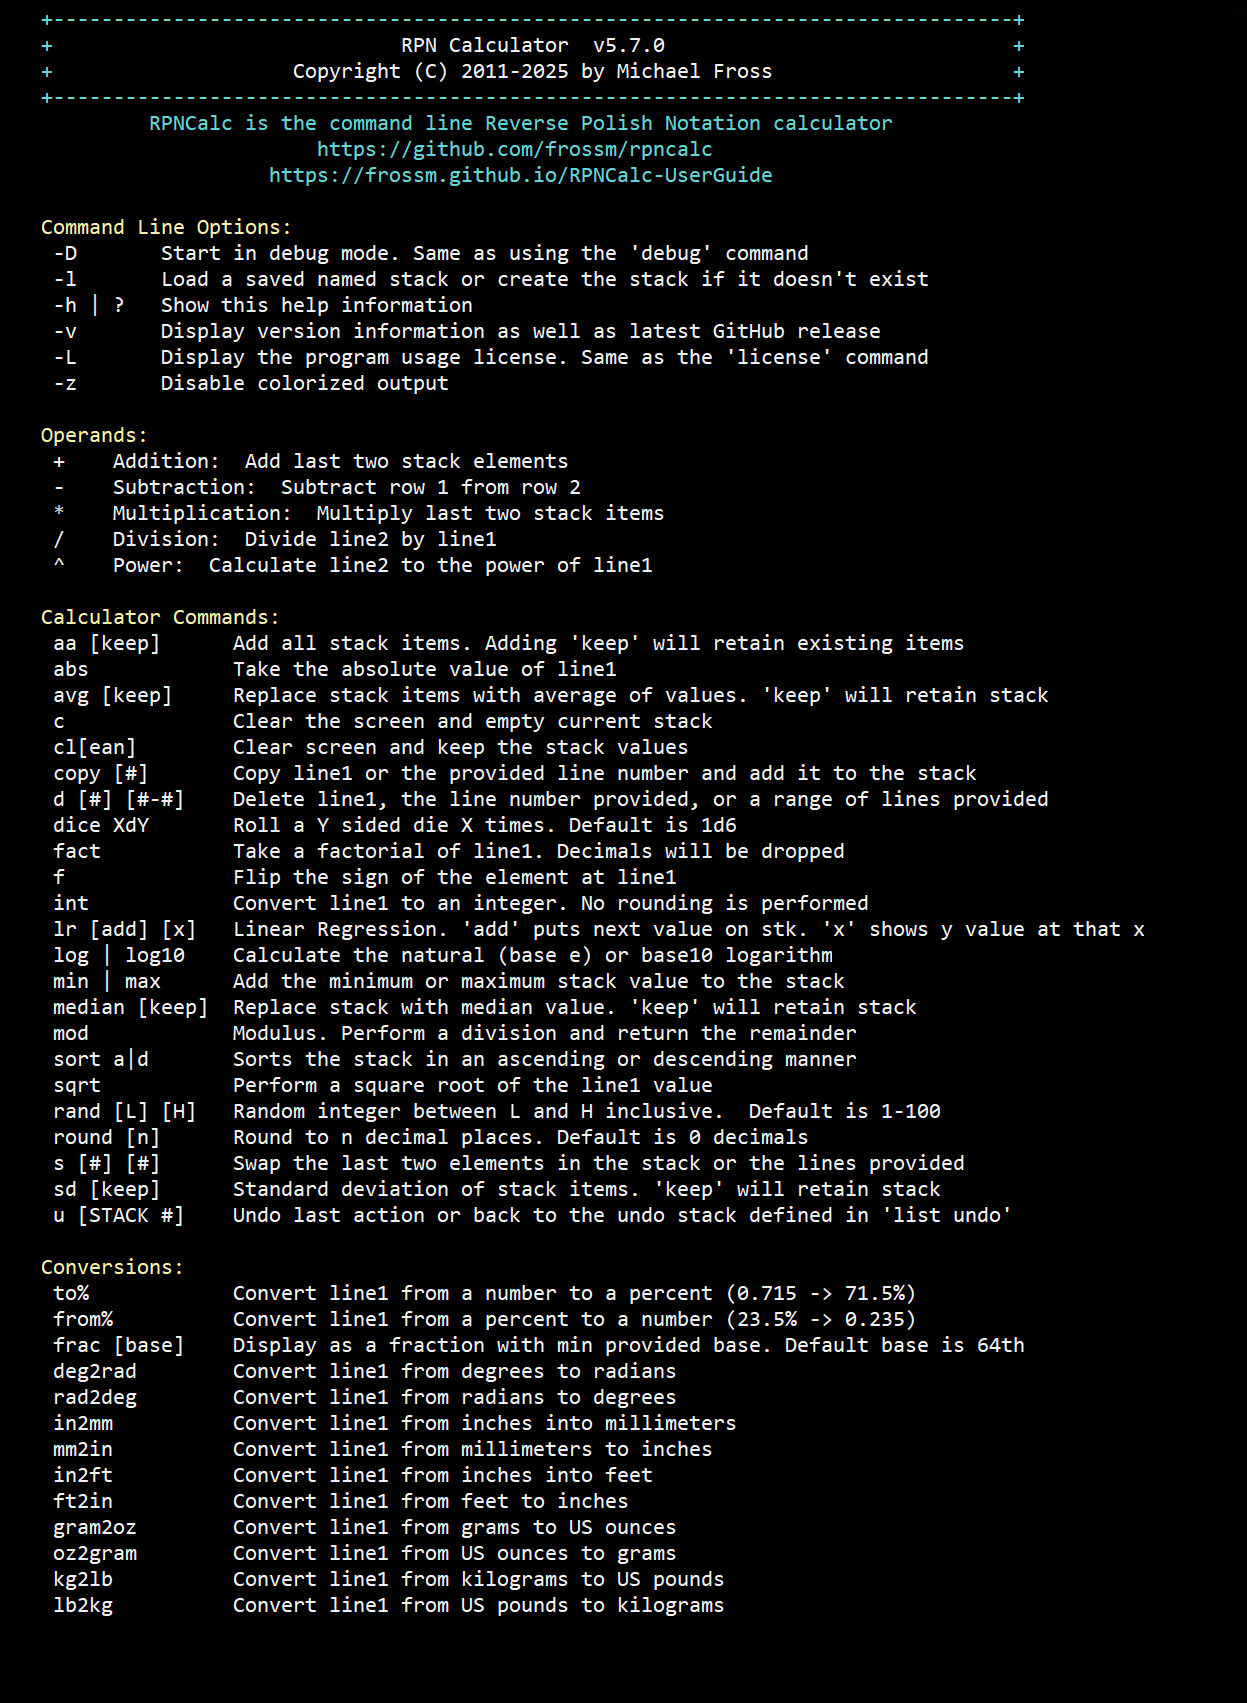 +--------------------------------------------------------------------------------+
+                             RPN Calculator  v5.7.0                             +
+                    Copyright (C) 2011-2025 by Michael Fross                    +
+--------------------------------------------------------------------------------+
         RPNCalc is the command line Reverse Polish Notation calculator
                       https://github.com/frossm/rpncalc
                   https://frossm.github.io/RPNCalc-UserGuide

Command Line Options:
 -D       Start in debug mode. Same as using the 'debug' command
 -l       Load a saved named stack or create the stack if it doesn't exist
 -h | ?   Show this help information
 -v       Display version information as well as latest GitHub release
 -L       Display the program usage license. Same as the 'license' command
 -z       Disable colorized output

Operands:
 +    Addition:  Add last two stack elements
 -    Subtraction:  Subtract row 1 from row 2
 *    Multiplication:  Multiply last two stack items
 /    Division:  Divide line2 by line1
 ^    Power:  Calculate line2 to the power of line1

Calculator Commands:
 aa [keep]      Add all stack items. Adding 'keep' will retain existing items
 abs            Take the absolute value of line1
 avg [keep]     Replace stack items with average of values. 'keep' will retain stack
 c              Clear the screen and empty current stack
 cl[ean]        Clear screen and keep the stack values
 copy [#]       Copy line1 or the provided line number and add it to the stack
 d [#] [#-#]    Delete line1, the line number provided, or a range of lines provided
 dice XdY       Roll a Y sided die X times. Default is 1d6
 fact           Take a factorial of line1. Decimals will be dropped
 f              Flip the sign of the element at line1
 int            Convert line1 to an integer. No rounding is performed
 lr [add] [x]   Linear Regression. 'add' puts next value on stk. 'x' shows y value at that x
 log | log10    Calculate the natural (base e) or base10 logarithm
 min | max      Add the minimum or maximum stack value to the stack
 median [keep]  Replace stack with median value. 'keep' will retain stack
 mod            Modulus. Perform a division and return the remainder
 sort a|d       Sorts the stack in an ascending or descending manner
 sqrt           Perform a square root of the line1 value
 rand [L] [H]   Random integer between L and H inclusive.  Default is 1-100
 round [n]      Round to n decimal places. Default is 0 decimals
 s [#] [#]      Swap the last two elements in the stack or the lines provided
 sd [keep]      Standard deviation of stack items. 'keep' will retain stack
 u [STACK #]    Undo last action or back to the undo stack defined in 'list undo'

Conversions:
 to%            Convert line1 from a number to a percent (0.715 -> 71.5%)
 from%          Convert line1 from a percent to a number (23.5% -> 0.235)
 frac [base]    Display as a fraction with min provided base. Default base is 64th
 deg2rad        Convert line1 from degrees to radians
 rad2deg        Convert line1 from radians to degrees
 in2mm          Convert line1 from inches into millimeters
 mm2in          Convert line1 from millimeters to inches
 in2ft          Convert line1 from inches into feet
 ft2in          Convert line1 from feet to inches
 gram2oz        Convert line1 from grams to US ounces
 oz2gram        Convert line1 from US ounces to grams
 kg2lb          Convert line1 from kilograms to US pounds
 lb2kg          Convert line1 from US pounds to kilograms